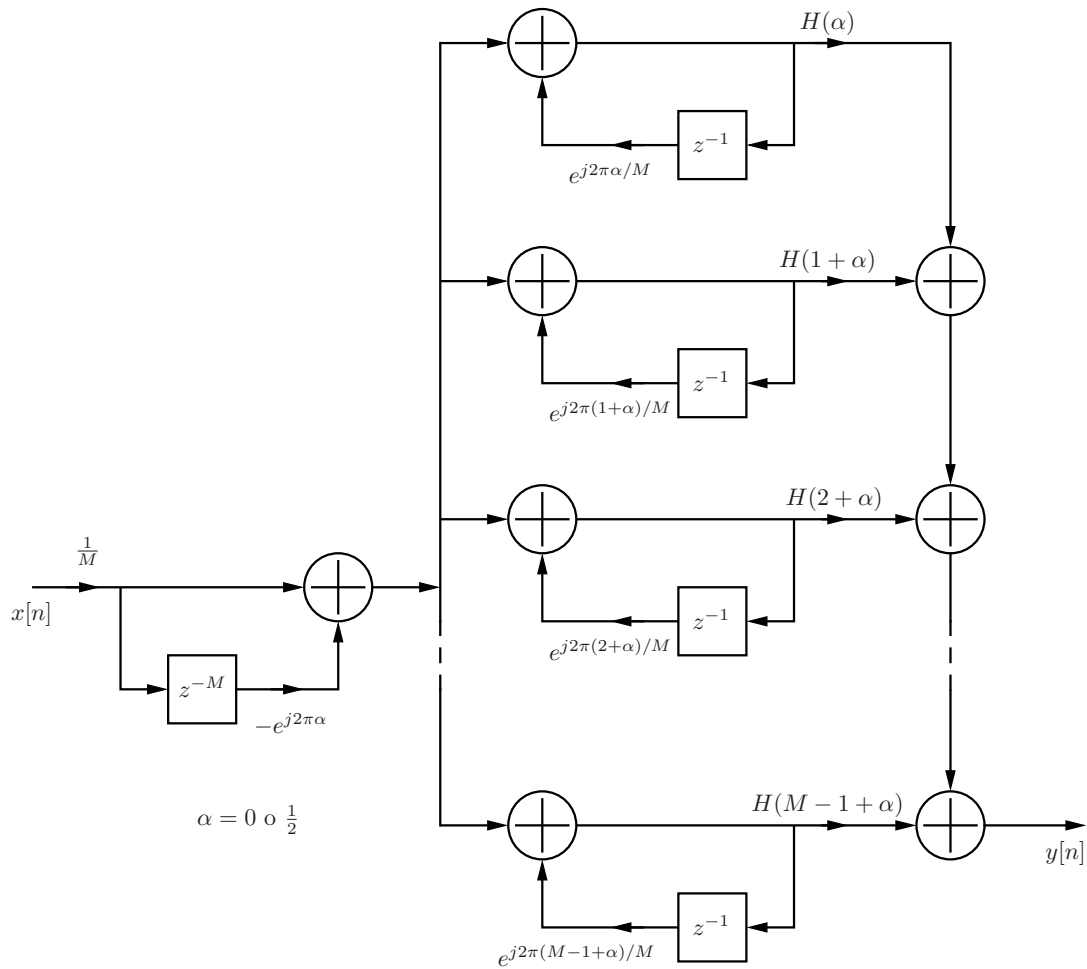 H(α)
z⁻¹
e^{j2πα/M}
H(1 + α)
z⁻¹
e^{j2π(1+α)/M}
H(2 + α)
1/M
x[n]
z⁻¹
e^{j2π(2+α)/M}
z^{−M}
−e^{j2πα}
α = 0 o 1/2
H(M − 1 + α)
y[n]
z⁻¹
e^{j2π(M−1+α)/M}